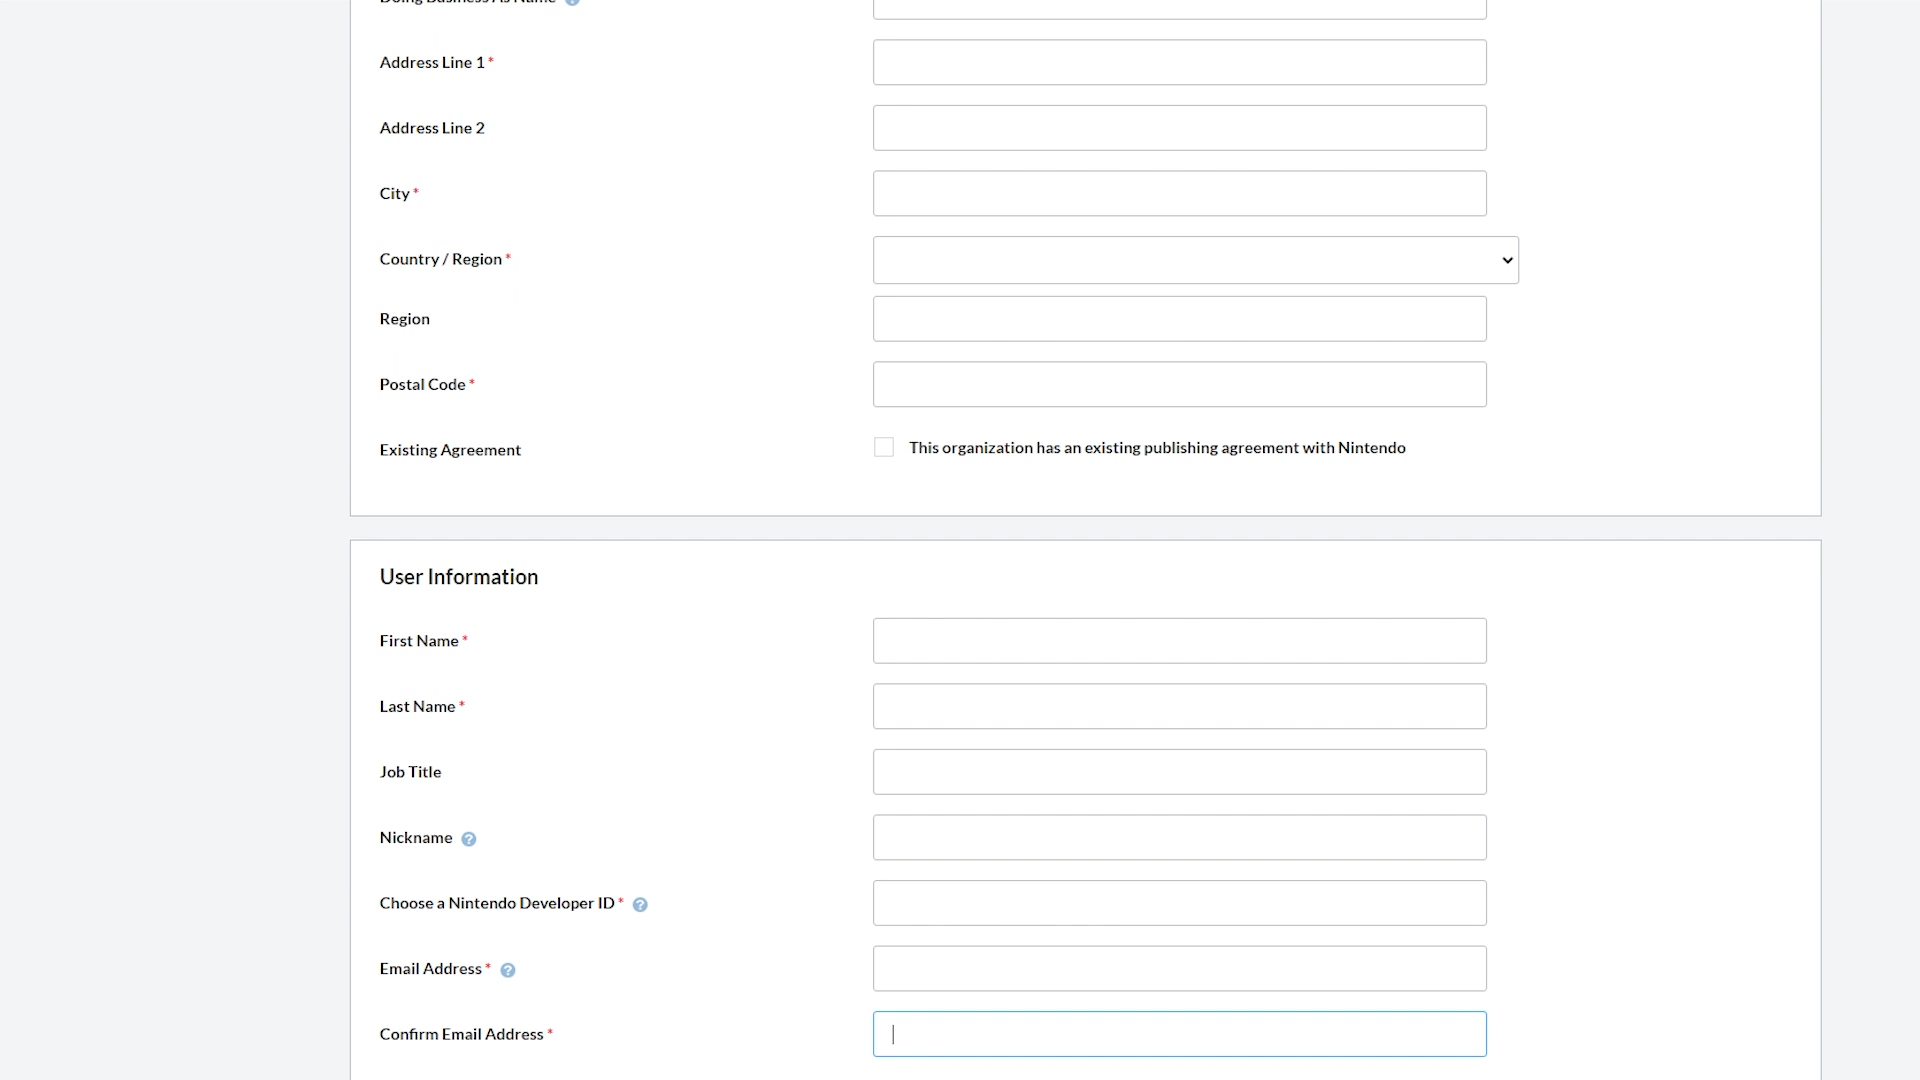 Doing Business As Name ?
Address Line 1 *
Address Line 2
City *
Country / Region *
Region
Postal Code *
Existing Agreement
This organization has an existing publishing agreement with Nintendo
User Information
First Name *
Last Name *
Job Title
Nickname ?
Choose a Nintendo Developer ID * ?
Email Address * ?
Confirm Email Address *